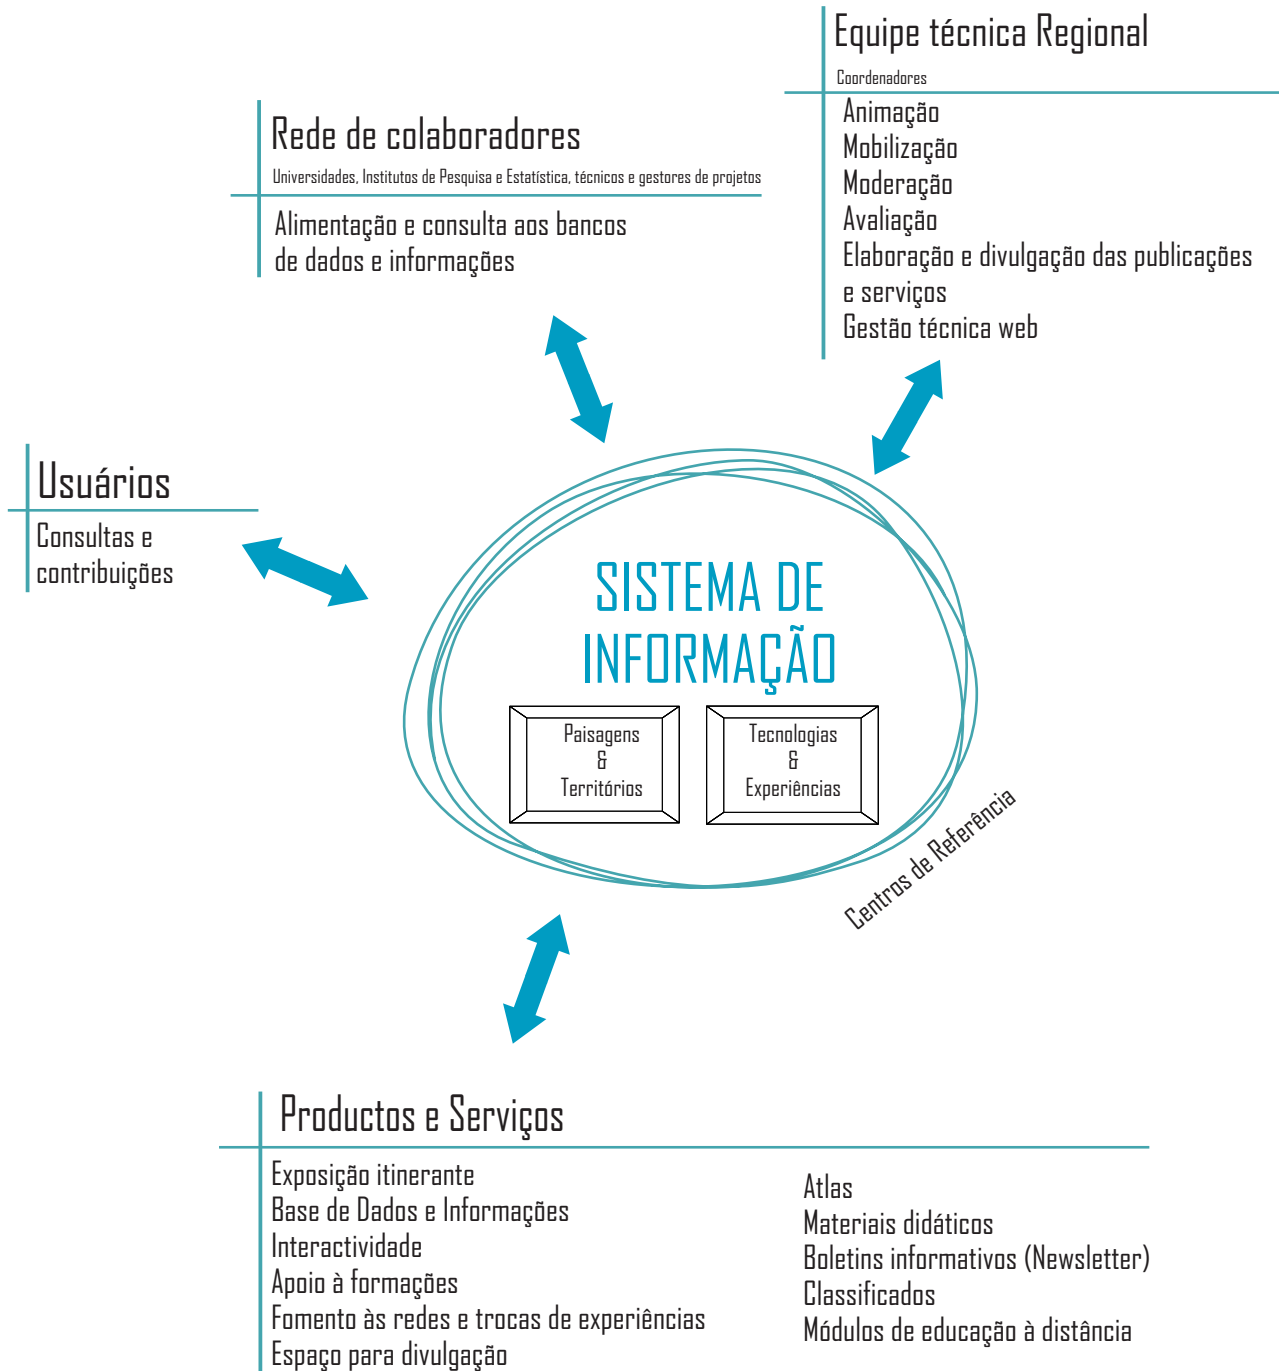 Equipe técnica Regional
Coordenadores
Animação
Mobilização
Moderação
Avaliação
Elaboração e divulgação das publicações
e serviços
Gestão técnica web
Rede de colaboradores
Universidades, Institutos de Pesquisa e Estatística, técnicos e gestores de projetos
Alimentação e consulta aos bancos
de dados e informações
Usuários
Consultas e
contribuições
SISTEMA DE
INFORMAÇÃO
Paisagens
&
Territórios
Tecnologias
&
Experiências
Centros de Referência
Productos e Serviços
Exposição itinerante
Base de Dados e Informações
Interactividade
Apoio à formações
Fomento às redes e trocas de experiências
Espaço para divulgação
Atlas
Materiais didáticos
Boletins informativos (Newsletter)
Classificados
Módulos de educação à distância